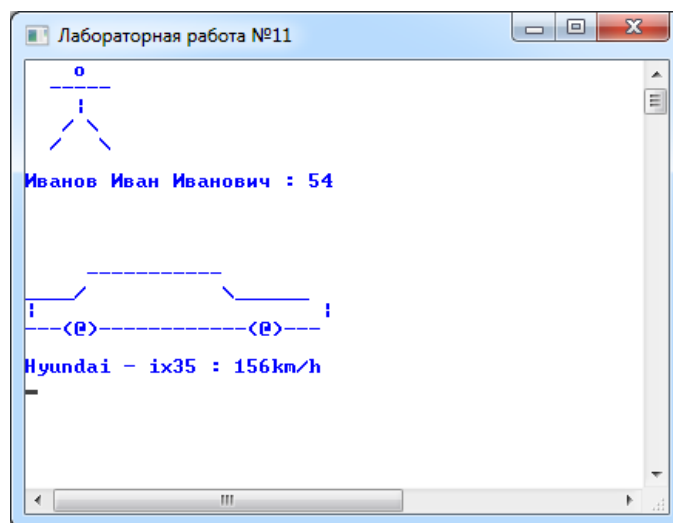 Лабораторная работа №11
o
-----
¦
/ \
/   \
Иванов Иван Иванович : 54
-----------
____/         \______
¦                       ¦
---(@)------------(@)---
Hyundai - ix35 : 156km/h